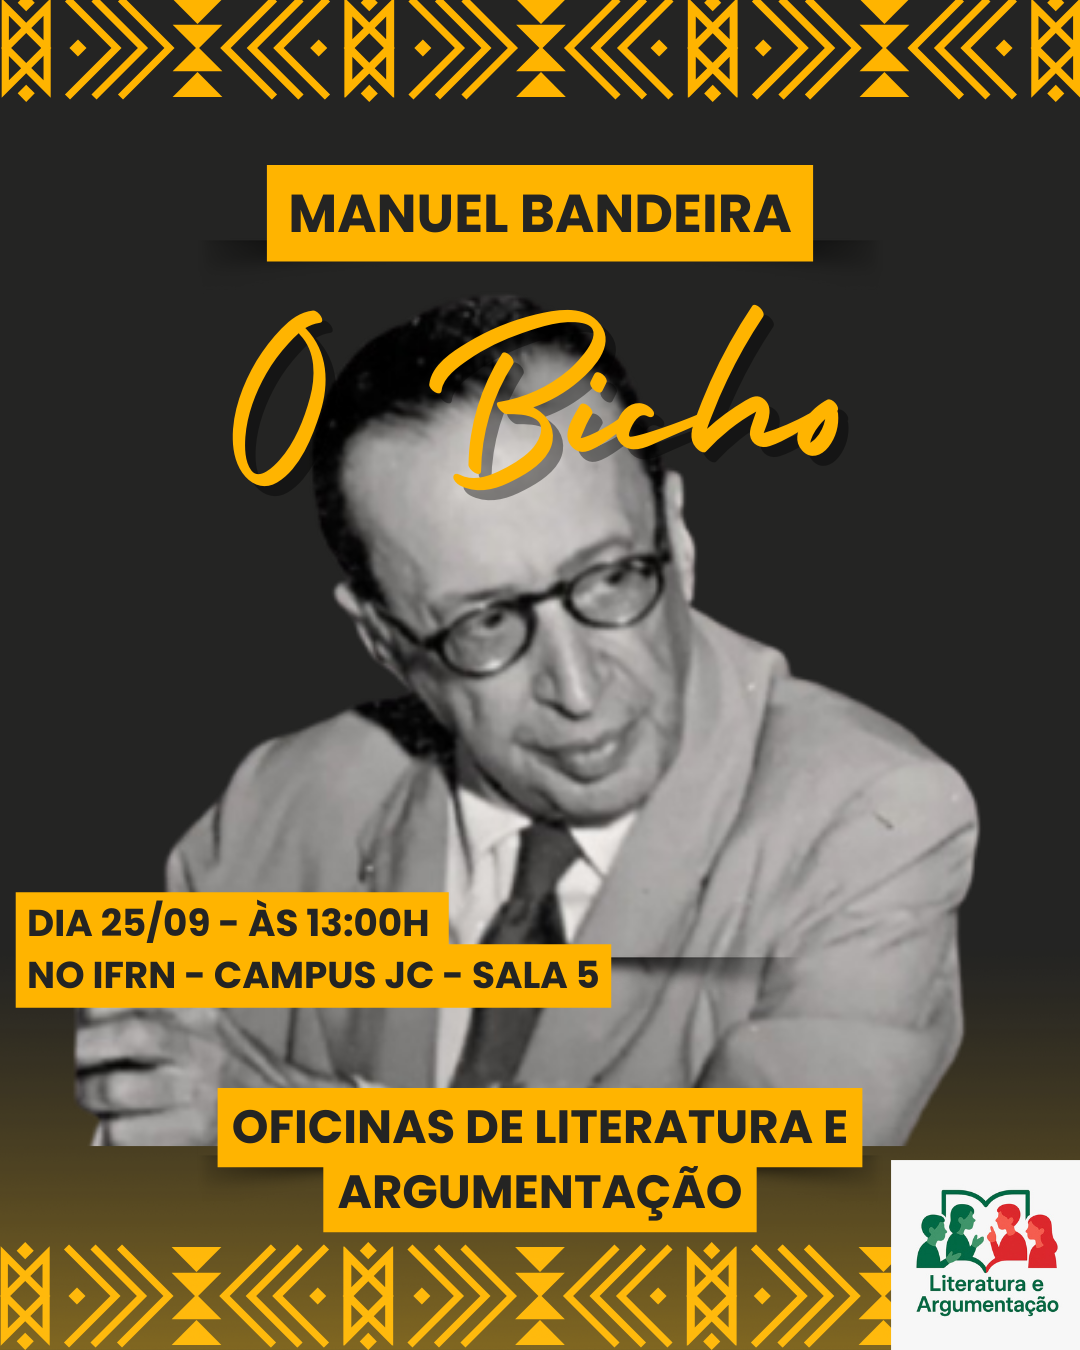 MANUEL BANDEIRA
O Bicho
DIA 25/09 - ÀS 13:00H
NO IFRN - CAMPUS JC - SALA 5
OFICINAS DE LITERATURA E
ARGUMENTAÇÃO
Literatura e
Argumentação